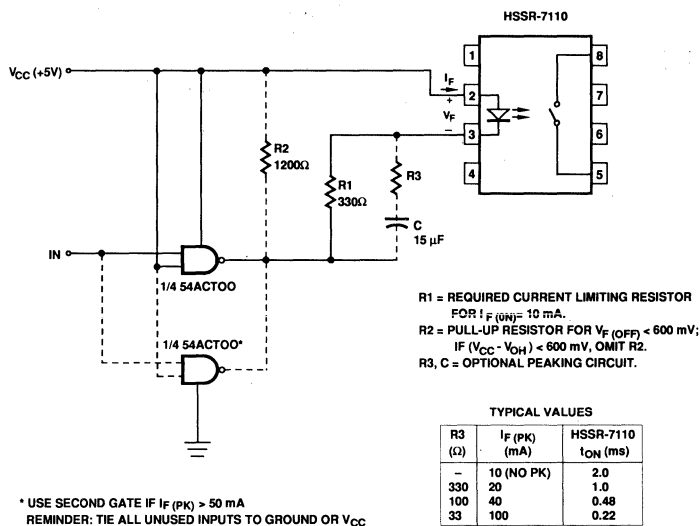 HSSR-7110
VCC (+5V)
IF
+
VF
–
1
2
3
4
8
7
6
5
R2
1200Ω
R1
330Ω
R3
C
15 μF
IN
1/4 54ACTOO
1/4 54ACTOO*
R1 = REQUIRED CURRENT LIMITING RESISTOR
FOR IF (ON) = 10 mA.
R2 = PULL-UP RESISTOR FOR VF (OFF) < 600 mV;
IF (VCC - VOH) < 600 mV, OMIT R2.
R3, C = OPTIONAL PEAKING CIRCUIT.
TYPICAL VALUES
R3 (Ω) IF (PK) (mA) HSSR-7110 tON (ms)
– 10 (NO PK) 2.0
330 20 1.0
100 40 0.48
33 100 0.22
* USE SECOND GATE IF IF (PK) > 50 mA
REMINDER: TIE ALL UNUSED INPUTS TO GROUND OR VCC